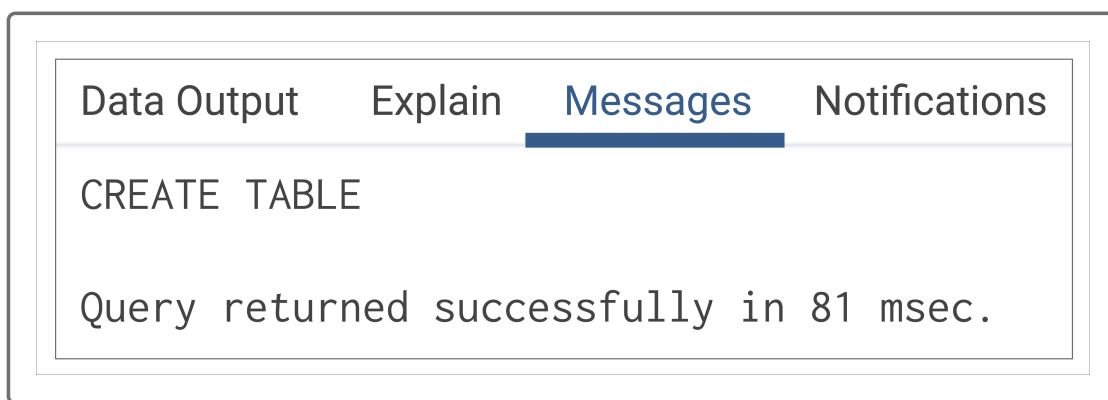 Data Output Explain Messages Notifications
CREATE TABLE
Query returned successfully in 81 msec.